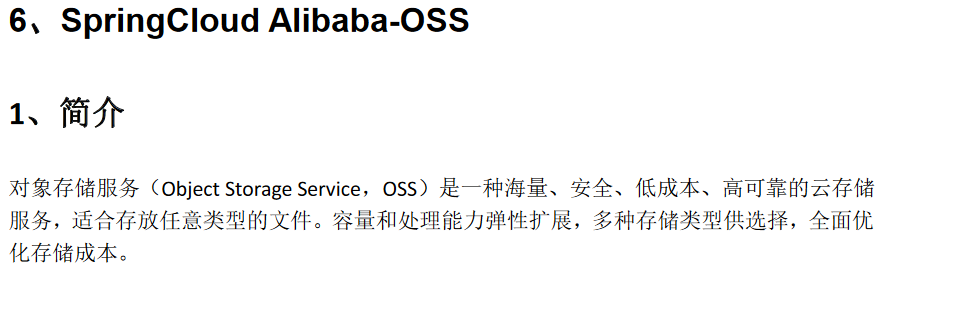 6、SpringCloud Alibaba-OSS
1、简介
对象存储服务（Object Storage Service，OSS）是一种海量、安全、低成本、高可靠的云存储
服务，适合存放任意类型的文件。容量和处理能力弹性扩展，多种存储类型供选择，全面优
化存储成本。